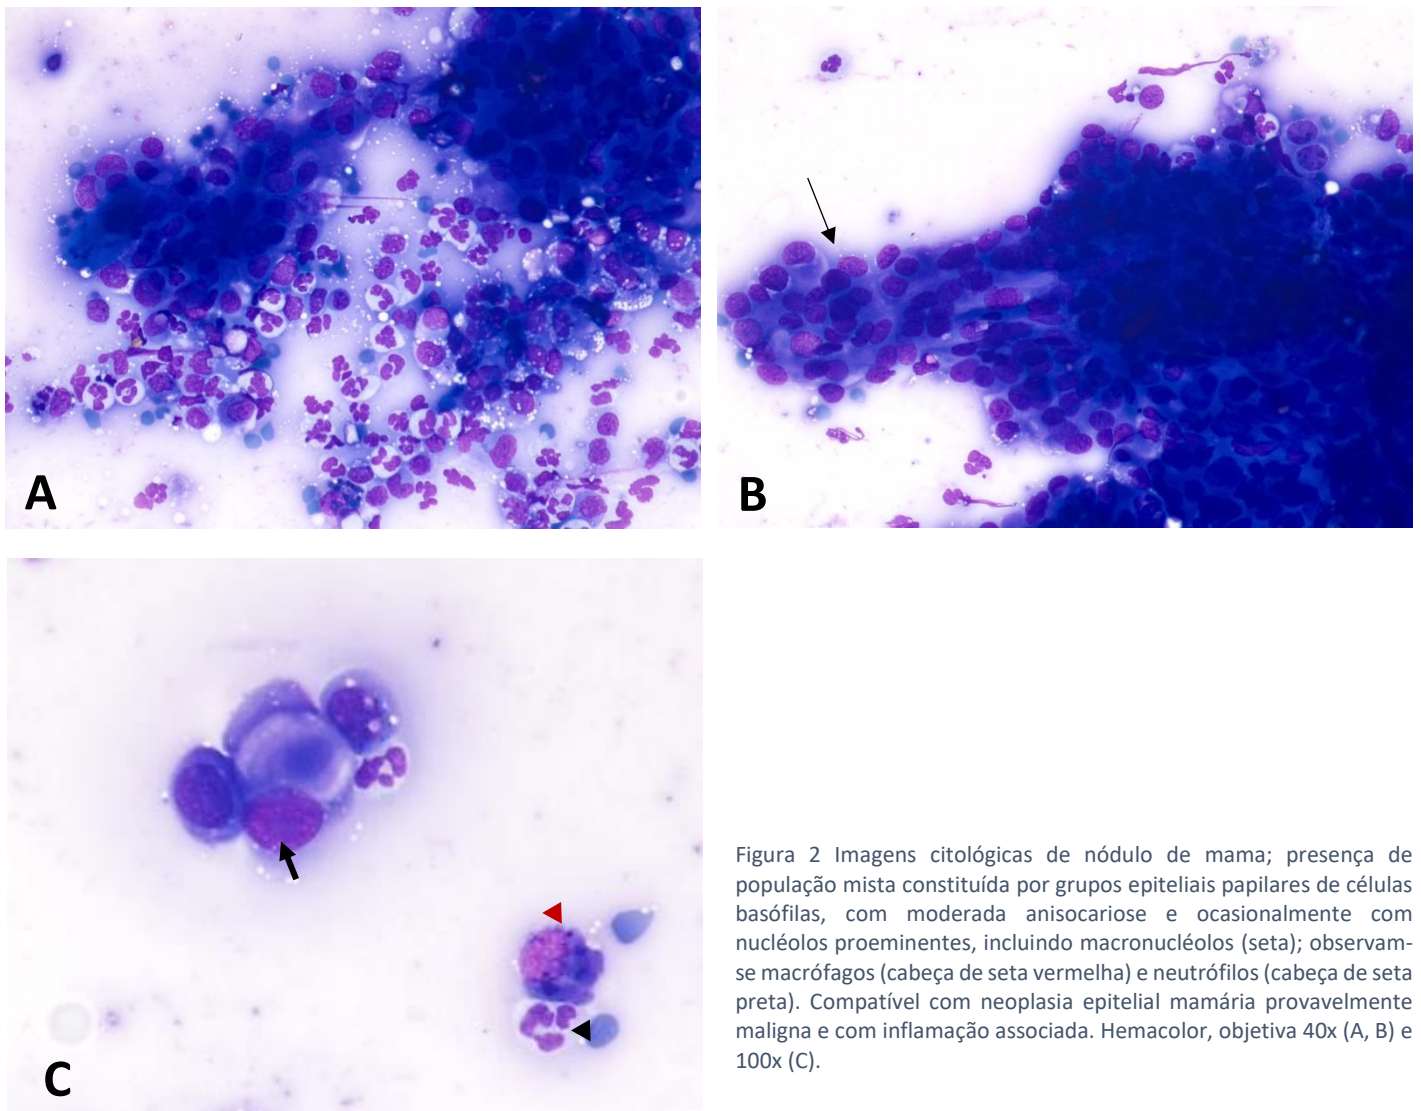 A
B
C
Figura 2 Imagens citológicas de nódulo de mama; presença de
população mista constituída por grupos epiteliais papilares de células
basófilas, com moderada anisocariose e ocasionalmente com
nucléolos proeminentes, incluindo macronucléolos (seta); observam-
se macrófagos (cabeça de seta vermelha) e neutrófilos (cabeça de seta
preta). Compatível com neoplasia epitelial mamária provavelmente
maligna e com inflamação associada. Hemacolor, objetiva 40x (A, B) e
100x (C).